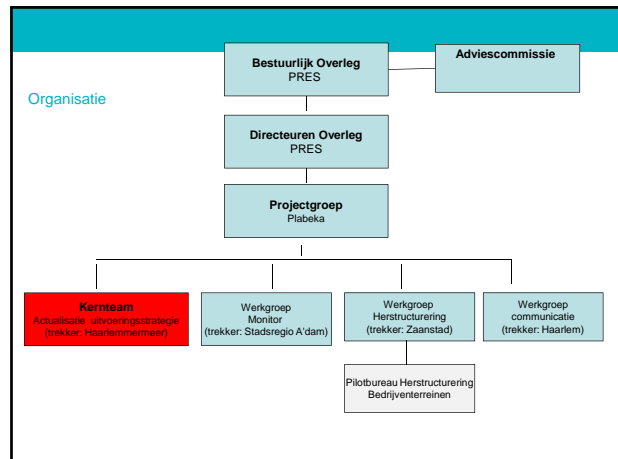 Organisatie
Bestuurlijk Overleg
PRES
Adviescommissie
Directeuren Overleg
PRES
Projectgroep
Plabeka
Kernteam
Actualisatie uitvoeringsstrategie
(trekker: Haarlemmermeer)
Werkgroep
Monitor
(trekker: Stadsregio A'dam)
Werkgroep
Herstructurering
(trekker: Zaanstad)
Werkgroep
communicatie
(trekker: Haarlem)
Pilotbureau Herstructurering
Bedrijventerreinen